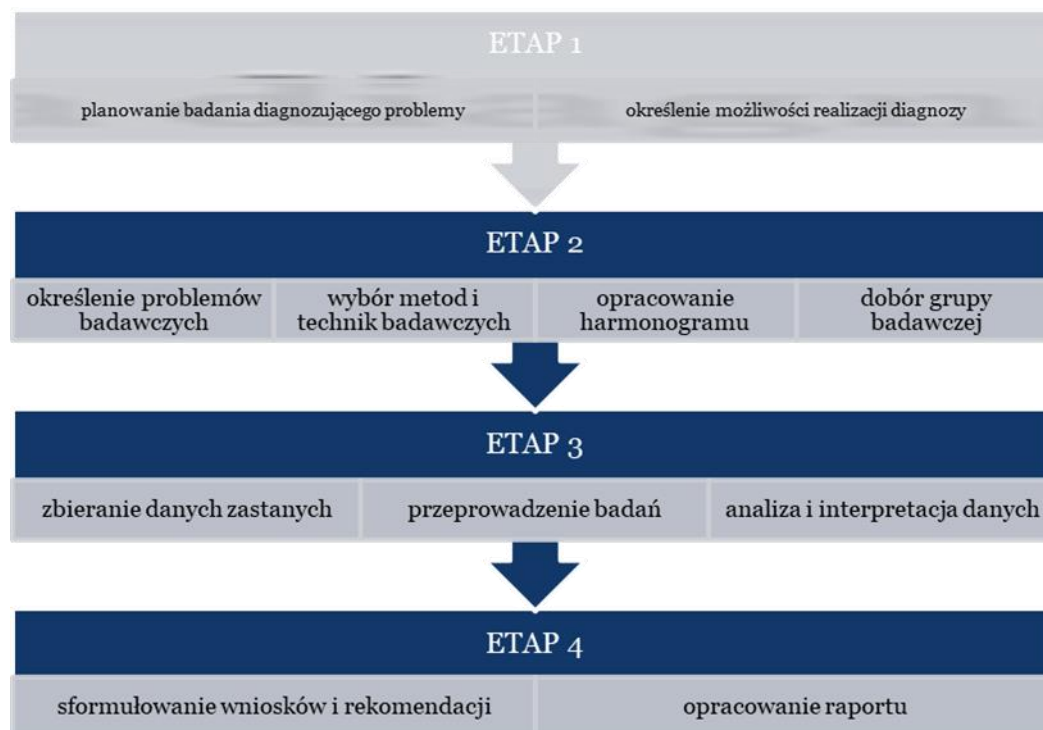 ETAP 1
planowanie badania diagnozującego problemy
określenie możliwości realizacji diagnozy
ETAP 2
określenie problemów
badawczych
wybór metod i
technik badawczych
opracowanie
harmonogramu
dobór grupy
badawczej
ETAP 3
zbieranie danych zastanych
przeprowadzenie badań
analiza i interpretacja danych
ETAP 4
sformułowanie wniosków i rekomendacji
opracowanie raportu